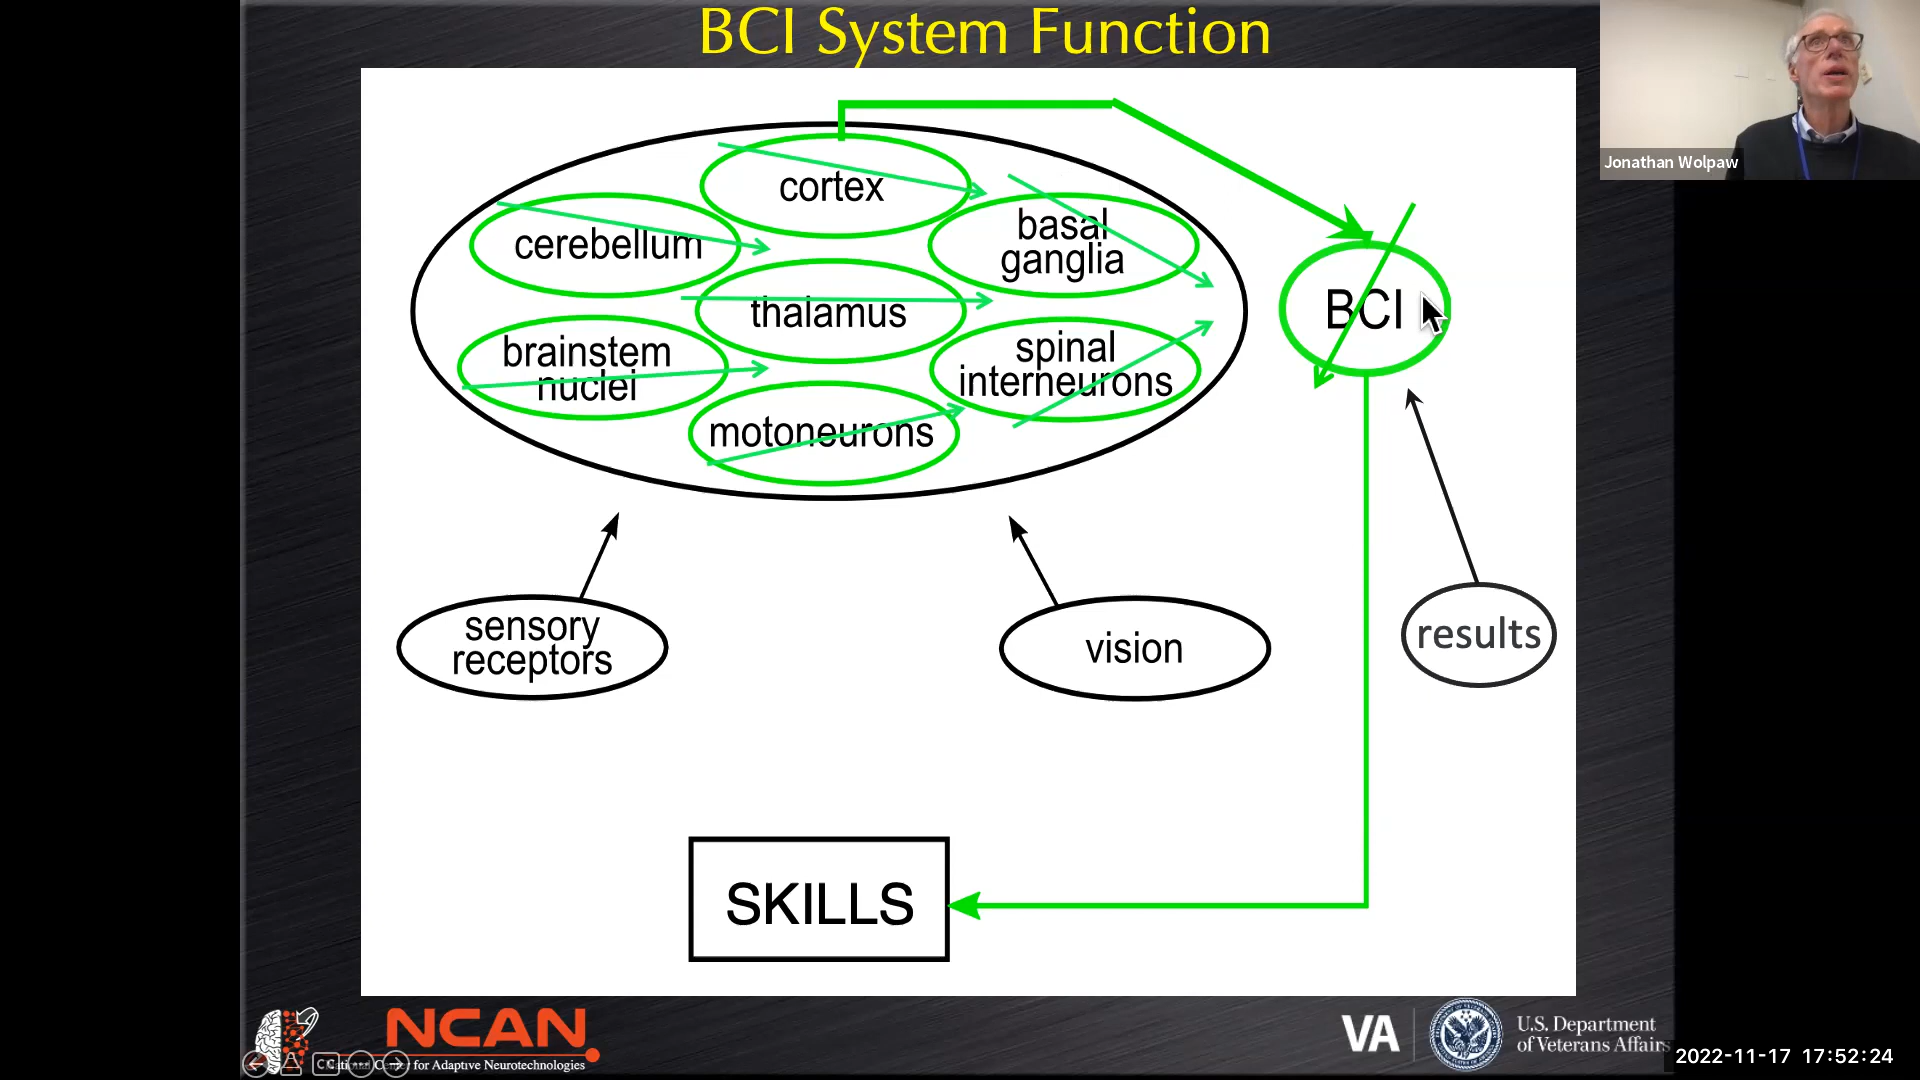 BCI System Function
Jonathan Wolpaw
cortex
cerebellum
basal
ganglia
thalamus
BCI
brainstem
nuclei
spinal
interneurons
motoneurons
sensory
receptors
vision
results
SKILLS
NCAN
for Adaptive Neurotechnologies
VA
U.S. Department
of Veterans Affairs
2022-11-17 17:52:24